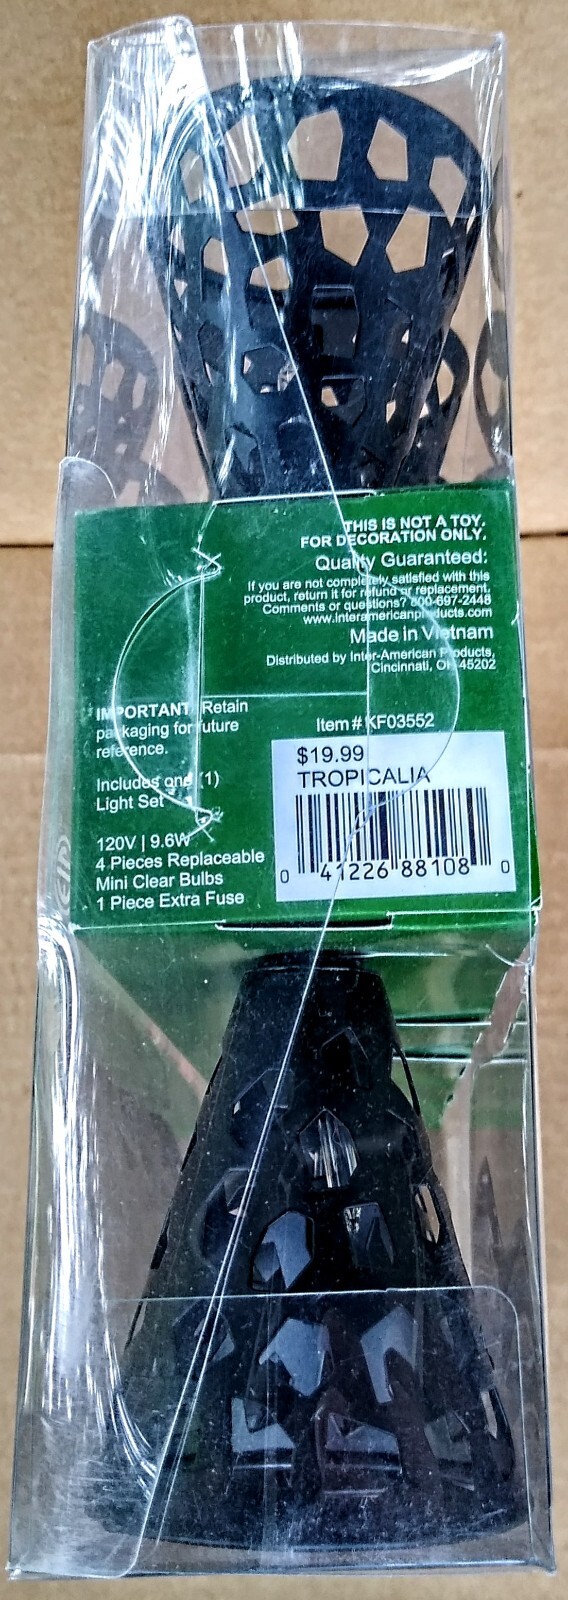 THIS IS NOT A TOY.
FOR DECORATION ONLY.
Quality Guaranteed:
If you are not completely satisfied with this
product, return it for refund or replacement.
Comments or questions? 800-697-2448
www.interamericanproducts.com
Made in Vietnam
Distributed by Inter-American Products,
Cincinnati, OH 45202
IMPORTANT: Retain
packaging for future
reference.
Includes one (1)
Light Set
120V | 9.6W
4 Pieces Replaceable
Mini Clear Bulbs
1 Piece Extra Fuse
Item # KF03552
$19.99
TROPICALIA
0 41226 88108 0